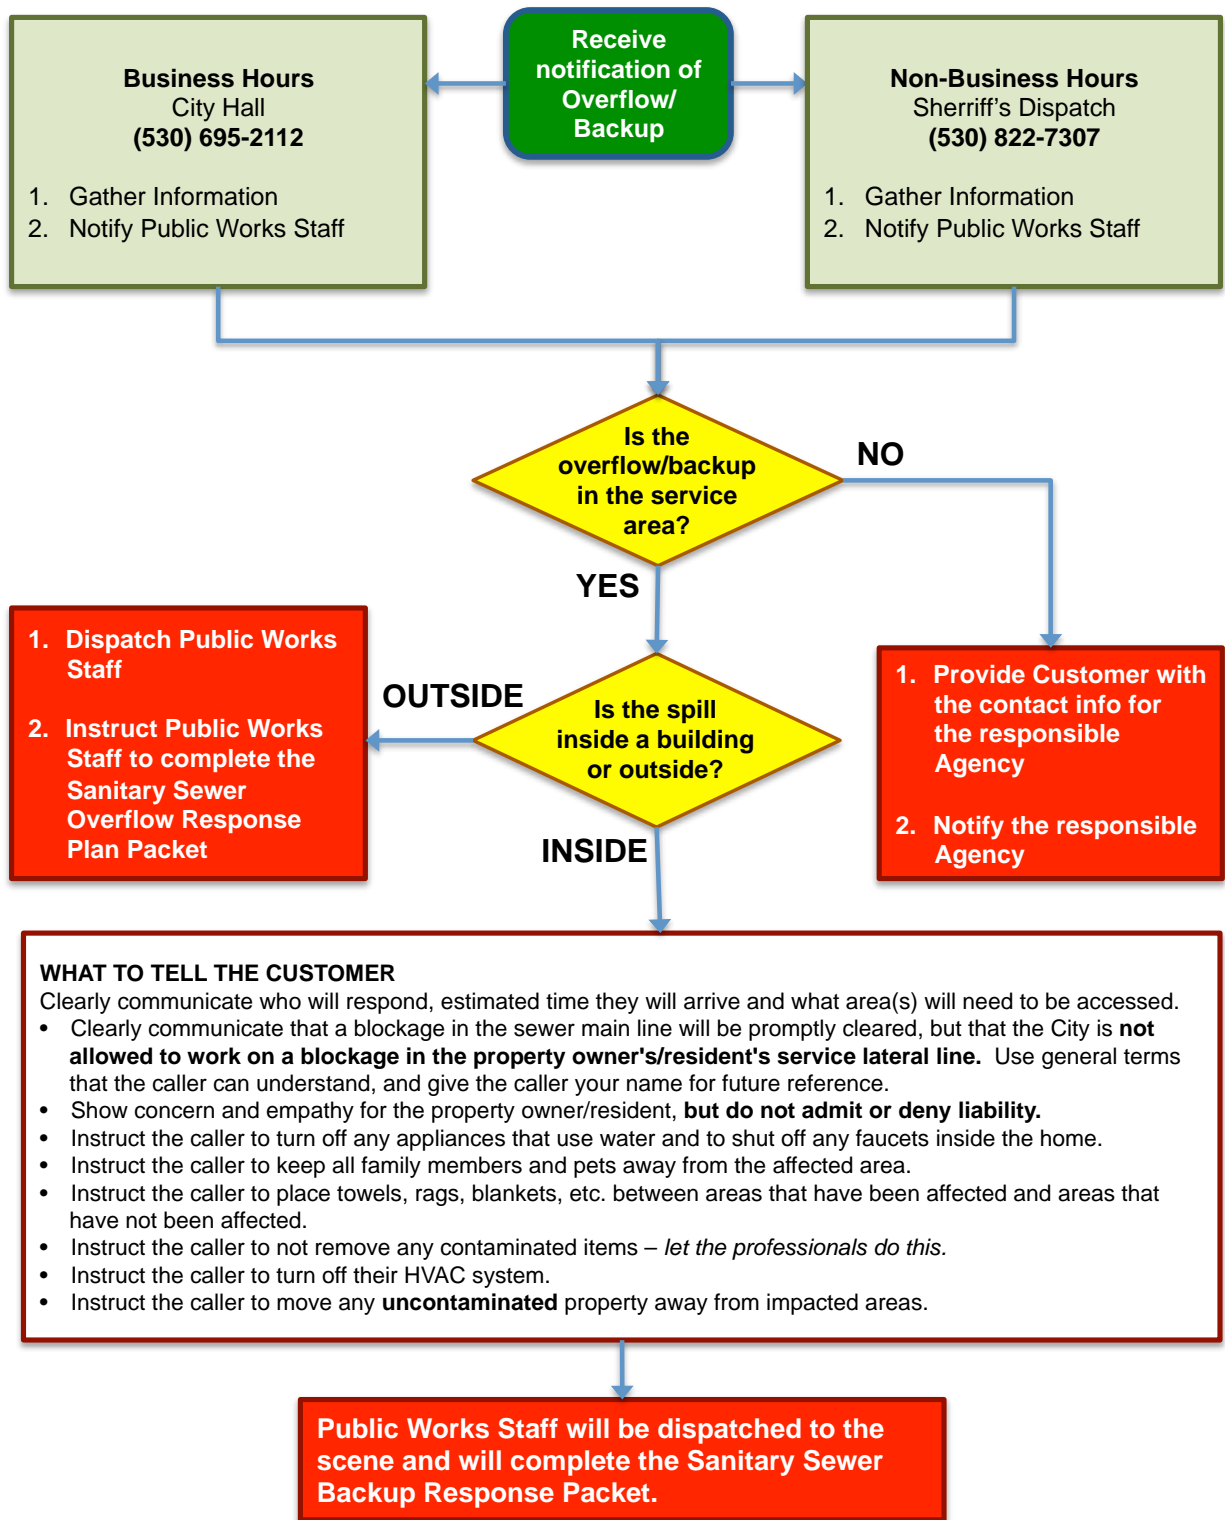 Receive
notification of
Overflow/
Backup
Business Hours
City Hall
(530) 695-2112
1. Gather Information
2. Notify Public Works Staff
Non-Business Hours
Sherriff's Dispatch
(530) 822-7307
1. Gather Information
2. Notify Public Works Staff
Is the
overflow/backup
in the service
area?
NO
YES
1. Dispatch Public Works
Staff
2. Instruct Public Works
Staff to complete the
Sanitary Sewer
Overflow Response
Plan Packet
OUTSIDE
Is the spill
inside a building
or outside?
1. Provide Customer with
the contact info for
the responsible
Agency
2. Notify the responsible
Agency
INSIDE
WHAT TO TELL THE CUSTOMER
Clearly communicate who will respond, estimated time they will arrive and what area(s) will need to be accessed.
• Clearly communicate that a blockage in the sewer main line will be promptly cleared, but that the City is not
allowed to work on a blockage in the property owner's/resident's service lateral line. Use general terms
that the caller can understand, and give the caller your name for future reference.
• Show concern and empathy for the property owner/resident, but do not admit or deny liability.
• Instruct the caller to turn off any appliances that use water and to shut off any faucets inside the home.
• Instruct the caller to keep all family members and pets away from the affected area.
• Instruct the caller to place towels, rags, blankets, etc. between areas that have been affected and areas that
have not been affected.
• Instruct the caller to not remove any contaminated items – let the professionals do this.
• Instruct the caller to turn off their HVAC system.
• Instruct the caller to move any uncontaminated property away from impacted areas.
Public Works Staff will be dispatched to the
scene and will complete the Sanitary Sewer
Backup Response Packet.